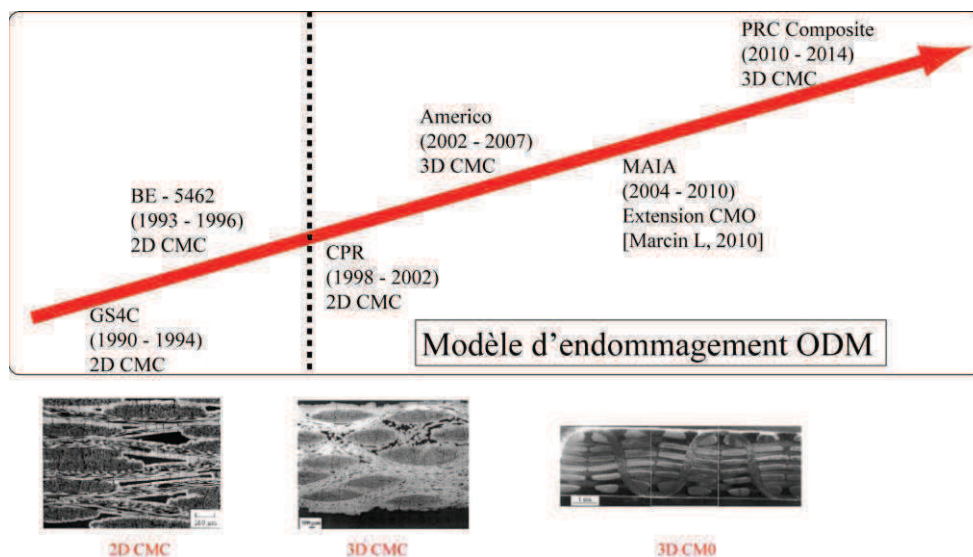 PRC Composite
(2010 - 2014)
3D CMC
Americo
(2002 - 2007)
3D CMC
MAIA
(2004 - 2010)
Extension CMO
[Marcin L, 2010]
BE - 5462
(1993 - 1996)
2D CMC
CPR
(1998 - 2002)
2D CMC
GS4C
(1990 - 1994)
2D CMC
Modèle d'endommagement ODM
2D CMC
3D CMC
3D CM0